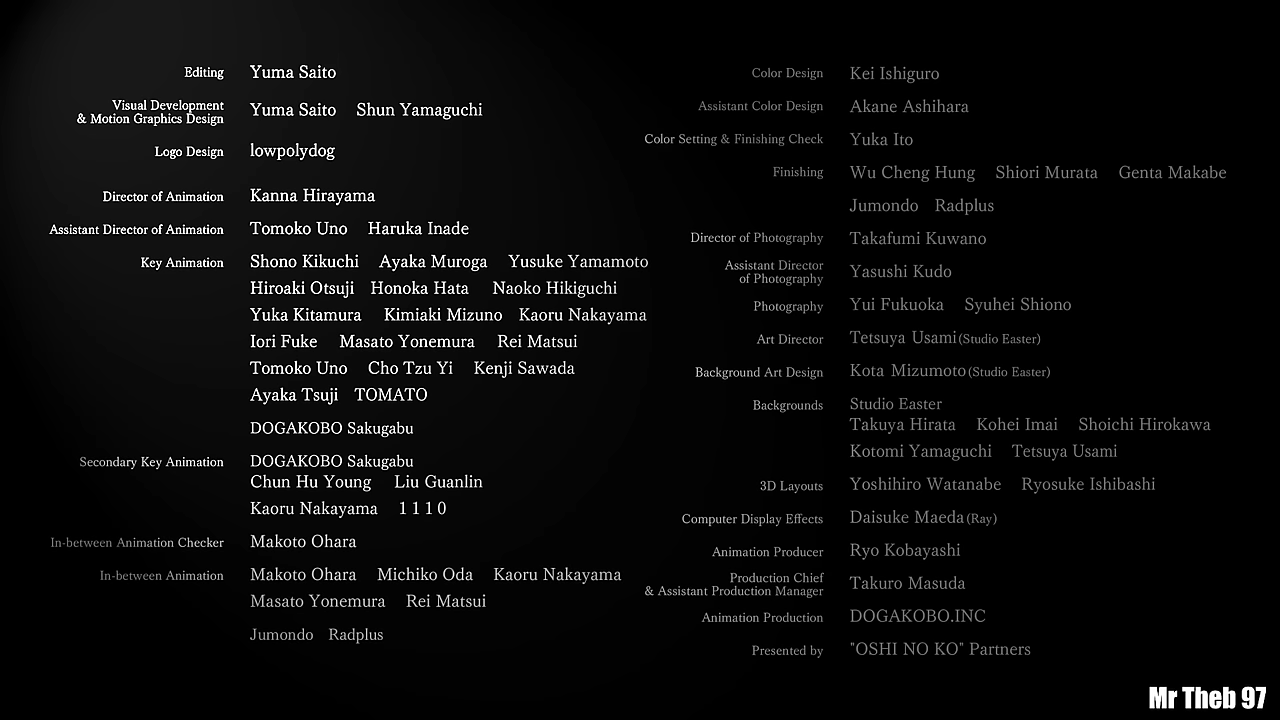 Editing Yuma Saito
Visual Development
& Motion Graphics Design Yuma Saito Shun Yamaguchi
Logo Design lowpolydog
Director of Animation Kanna Hirayama
Assistant Director of Animation Tomoko Uno Haruka Inade
Key Animation Shono Kikuchi Ayaka Muroga Yusuke Yamamoto
Hiroaki Otsuji Honoka Hata Naoko Hikiguchi
Yuka Kitamura Kimiaki Mizuno Kaoru Nakayama
Iori Fuke Masato Yonemura Rei Matsui
Tomoko Uno Cho Tzu Yi Kenji Sawada
Ayaka Tsuji TOMATO
DOGAKOBO Sakugabu
Secondary Key Animation DOGAKOBO Sakugabu
Chun Hu Young Liu Guanlin
Kaoru Nakayama 1 1 1 0
In-between Animation Checker Makoto Ohara
In-between Animation Makoto Ohara Michiko Oda Kaoru Nakayama
Masato Yonemura Rei Matsui
Jumondo Radplus
Color Design Kei Ishiguro
Assistant Color Design Akane Ashihara
Color Setting & Finishing Check Yuka Ito
Finishing Wu Cheng Hung Shiori Murata Genta Makabe
Jumondo Radplus
Director of Photography Takafumi Kuwano
Assistant Director
of Photography Yasushi Kudo
Photography Yui Fukuoka Syuhei Shiono
Art Director Tetsuya Usami (Studio Easter)
Background Art Design Kota Mizumoto (Studio Easter)
Backgrounds Studio Easter
Takuya Hirata Kohei Imai Shoichi Hirokawa
Kotomi Yamaguchi Tetsuya Usami
3D Layouts Yoshihiro Watanabe Ryosuke Ishibashi
Computer Display Effects Daisuke Maeda (Ray)
Animation Producer Ryo Kobayashi
Production Chief
& Assistant Production Manager Takuro Masuda
Animation Production DOGAKOBO.INC
Presented by "OSHI NO KO" Partners
Mr Theb 97